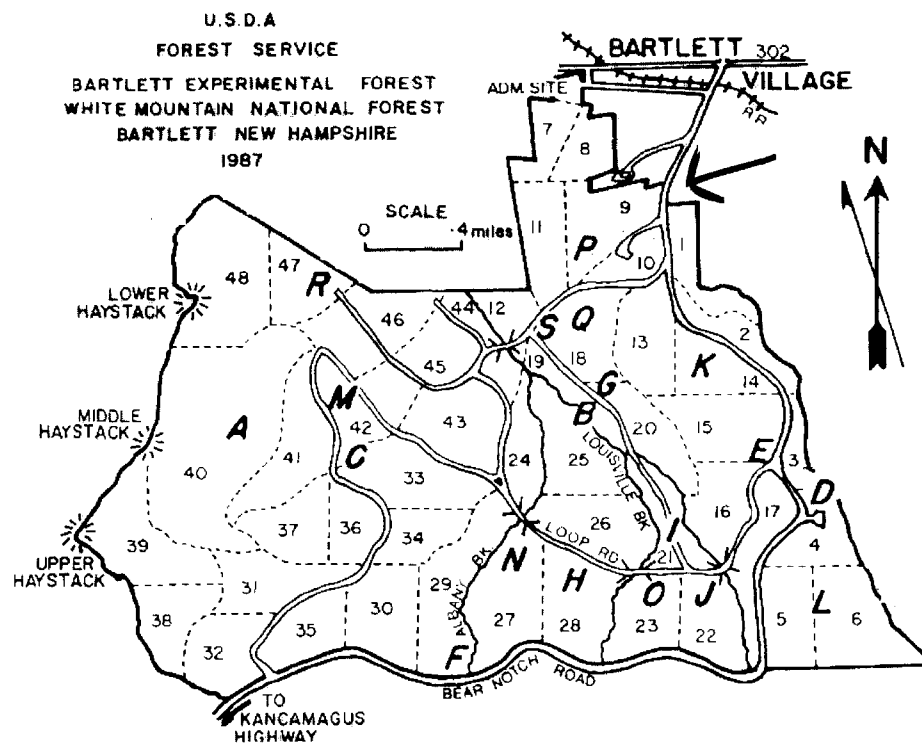 U.S.D.A
FOREST SERVICE
BARTLETT EXPERIMENTAL FOREST
WHITE MOUNTAIN NATIONAL FOREST
BARTLETT NEW HAMPSHIRE
1987
BARTLETT 302
VILLAGE
ADM. SITE
R.R.
N
SCALE
0 .4 miles
7
8
9
11
P
10
1
48
47
R
46
44
12
S
Q
13
2
LOWER
HAYSTACK
K
14
45
19
18
G
B
M
42
43
20
15
MIDDLE
HAYSTACK
A
40
41
C
33
24
25
LOUISVILLE BK
E
3
D
16
17
37
36
34
26
I
4
UPPER
HAYSTACK
39
N
LOOP RD
21
31
29
ALBANY BK
H
O
J
L
38
30
27
28
23
22
5
6
32
35
F
BEAR NOTCH
ROAD
TO
KANCAMAGUS
HIGHWAY